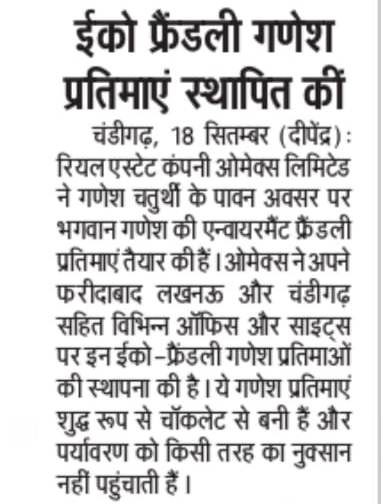 ईको फ्रैंडली गणेश
प्रतिमाएं स्थापित कीं
चंडीगढ़, 18 सितम्बर (दीपेंद्र) :
रियल एस्टेट कंपनी ओमेक्स लिमिटेड
ने गणेश चतुर्थी के पावन अवसर पर
भगवान गणेश की एन्वायरमैंट फ्रैंडली
प्रतिमाएं तैयार की हैं। ओमेक्स ने अपने
फरीदाबाद लखनऊ और चंडीगढ़
सहित विभिन्न ऑफिस और साइट्स
पर इन ईको-फ्रैंडली गणेश प्रतिमाओं
की स्थापना की है। ये गणेश प्रतिमाएं
शुद्ध रूप से चॉकलेट से बनी हैं और
पर्यावरण को किसी तरह का नुक्सान
नहीं पहुंचाती हैं।